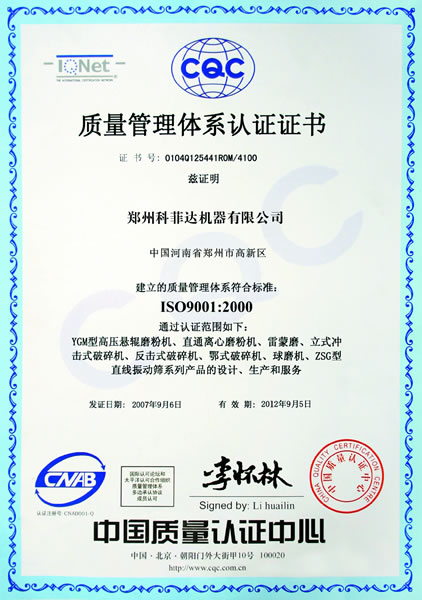 IQNet
THE INTERNATIONAL CERTIFICATION NETWORK
CQC
质量管理体系认证证书
证 书 号: 0104Q125441R0M/4100
兹证明
郑州科菲达机器有限公司
中国河南省郑州市高新区
建立的质量管理体系符合标准:
ISO9001:2000
通过认证范围如下:
YGM型高压悬辊磨粉机、直通离心磨粉机、雷蒙磨、立式冲
击式破碎机、反击式破碎机、鄂式破碎机、球磨机、ZSG型
直线振动筛系列产品的设计、生产和服务
发证日期: 2007年9月6日 有 效 期: 2012年9月5日
CNAB
认证注册号 CNAB001-Q
国际认可论坛和
太平洋认可合作组织
质量管理体系
多边承认协议
成员认可
李怀林
Signed by: Li huailin
CHINA QUALITY CERTIFICATION CENTRE
中国质量认证中心
中国质量认证中心
中国·北京·朝阳门外大街甲10号 100020
http://www.cqc.com.cn